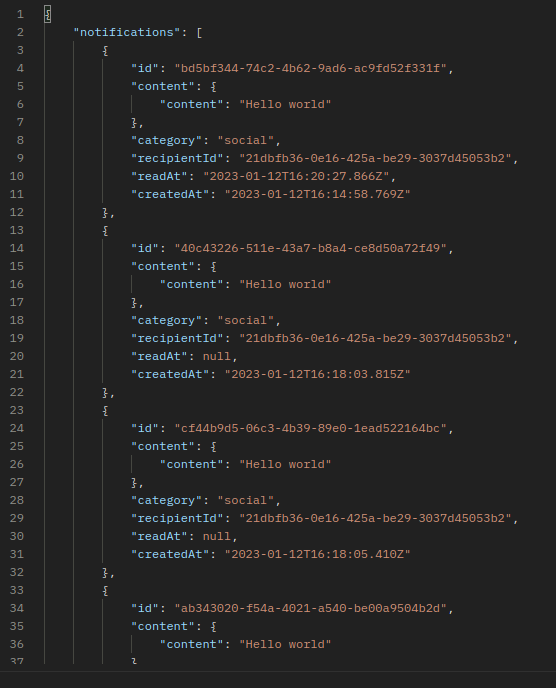 1 {
2     "notifications": [
3         {
4             "id": "bd5bf344-74c2-4b62-9ad6-ac9fd52f331f",
5             "content": {
6                 "content": "Hello world"
7             },
8             "category": "social",
9             "recipientId": "21dbfb36-0e16-425a-be29-3037d45053b2",
10             "readAt": "2023-01-12T16:20:27.866Z",
11             "createdAt": "2023-01-12T16:14:58.769Z"
12         },
13         {
14             "id": "40c43226-511e-43a7-b8a4-ce8d50a72f49",
15             "content": {
16                 "content": "Hello world"
17             },
18             "category": "social",
19             "recipientId": "21dbfb36-0e16-425a-be29-3037d45053b2",
20             "readAt": null,
21             "createdAt": "2023-01-12T16:18:03.815Z"
22         },
23         {
24             "id": "cf44b9d5-06c3-4b39-89e0-1ead522164bc",
25             "content": {
26                 "content": "Hello world"
27             },
28             "category": "social",
29             "recipientId": "21dbfb36-0e16-425a-be29-3037d45053b2",
30             "readAt": null,
31             "createdAt": "2023-01-12T16:18:05.410Z"
32         },
33         {
34             "id": "ab343020-f54a-4021-a540-be00a9504b2d",
35             "content": {
36                 "content": "Hello world"
37             }